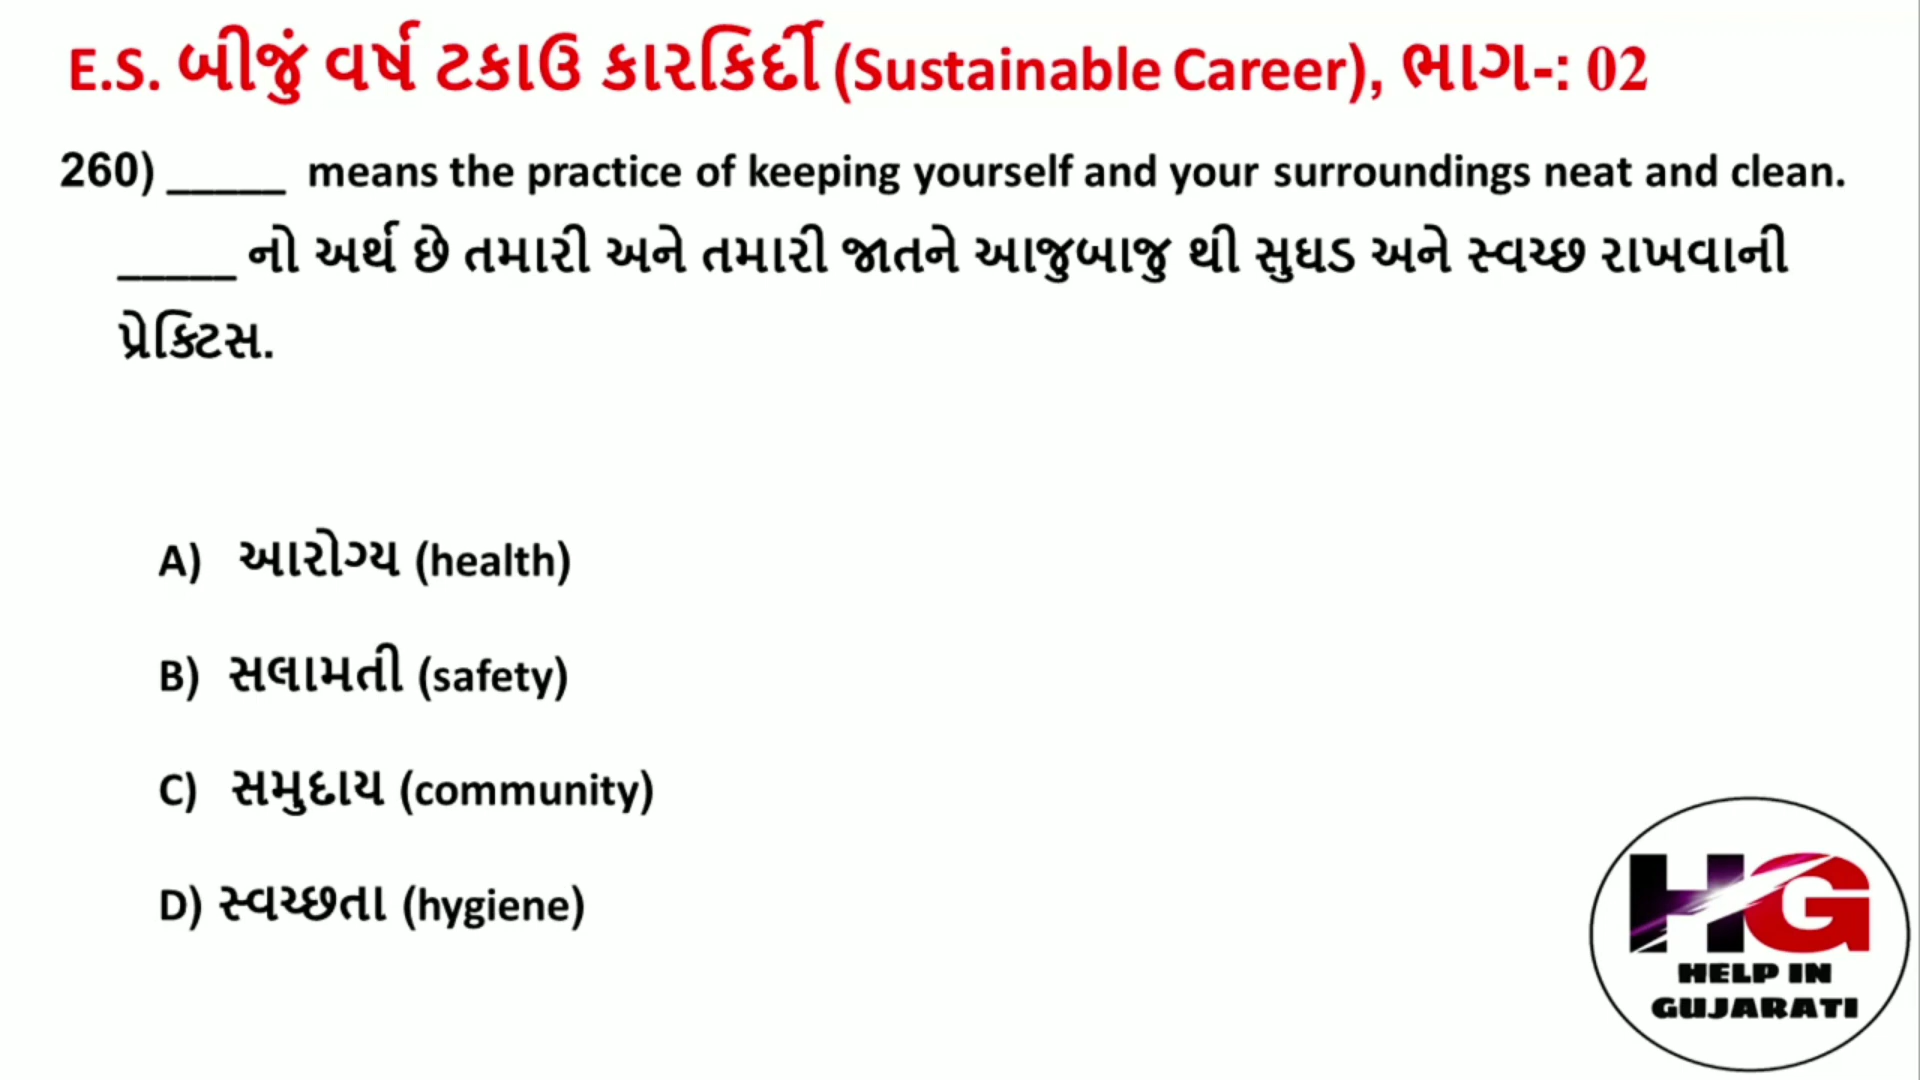 E.S. બીજું વર્ષ ટકાઉ કારકિર્દી (Sustainable Career), ભાગ-: 02
260) _____ means the practice of keeping yourself and your surroundings neat and clean.
_____ નો અર્થ છે તમારી અને તમારી જાતને આજુબાજુ થી સુઘડ અને સ્વચ્છ રાખવાની
પ્રેક્ટિસ.
A) આરોગ્ય (health)
B) સલામતી (safety)
C) સમુદાય (community)
D) સ્વચ્છતા (hygiene)
HG
HELP IN
GUJARATI